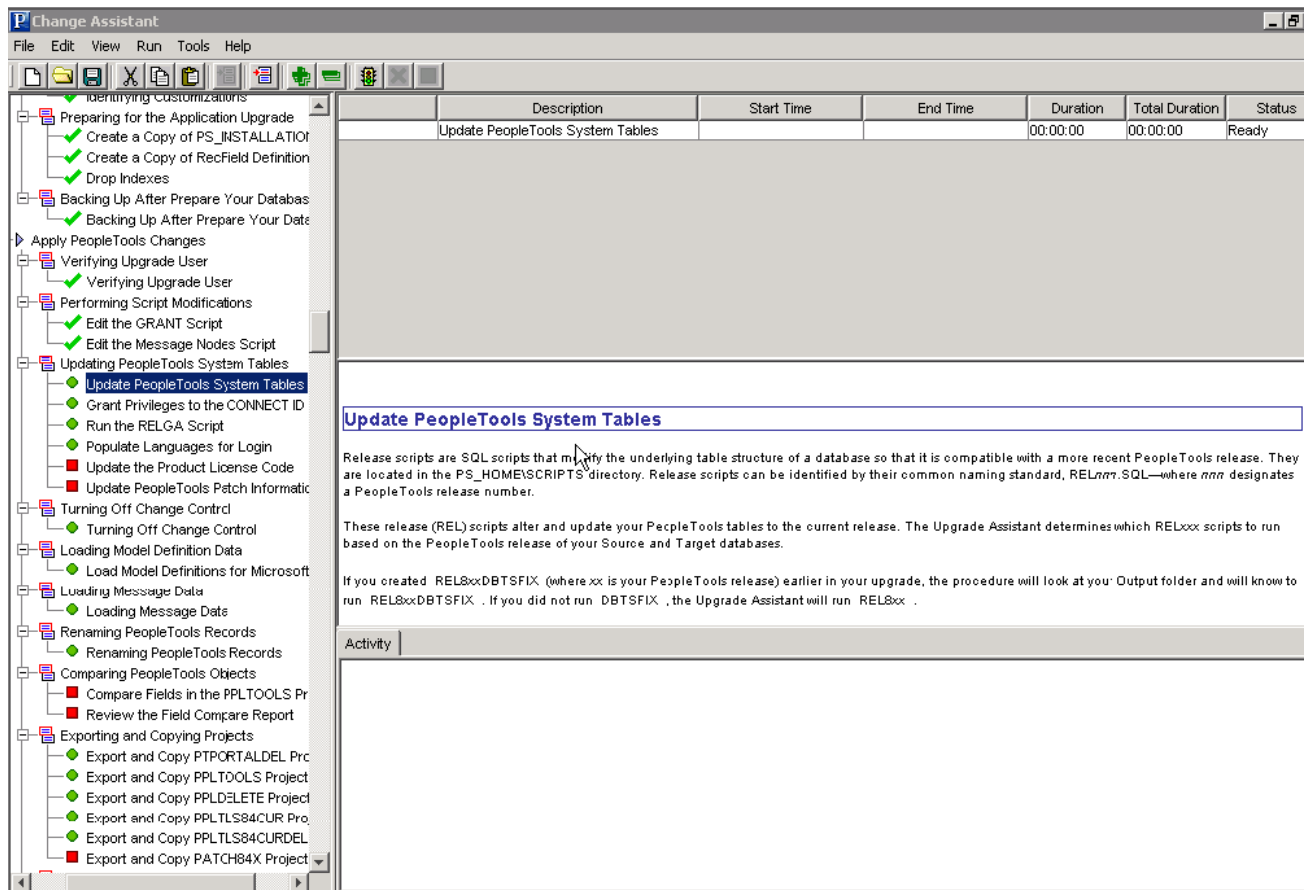 Change Assistant
File Edit View Run Tools Help
Identifying Customizations
Preparing for the Application Upgrade
Create a Copy of PS_INSTALLATION
Create a Copy of RecField Definition
Drop Indexes
Backing Up After Prepare Your Databas
Backing Up After Prepare Your Data
Apply PeopleTools Changes
Verifying Upgrade User
Verifying Upgrade User
Performing Script Modifications
Edit the GRANT Script
Edit the Message Nodes Script
Updating PeopleTools System Tables
Update PeopleTools System Tables
Grant Privileges to the CONNECT ID
Run the RELGA Script
Populate Languages for Login
Update the Product License Code
Update PeopleTools Patch Informatic
Turning Off Change Control
Turning Off Change Control
Loading Model Definition Data
Load Model Definitions for Microsoft
Loading Message Data
Loading Message Data
Renaming PeopleTools Records
Renaming PeopleTools Records
Comparing PeopleTools Objects
Compare Fields in the PPLTOOLS Pr
Review the Field Compare Report
Exporting and Copying Projects
Export and Copy PTPORTALDEL Pro
Export and Copy PPLTOOLS Project
Export and Copy PPLDELETE Project
Export and Copy PPLTLS84CUR Proj
Export and Copy PPLTLS84CURDEL
Export and Copy PATCH84X Project
Description Start Time End Time Duration Total Duration Status
Update PeopleTools System Tables 00:00:00 00:00:00 Ready
Update PeopleTools System Tables
Release scripts are SQL scripts that modify the underlying table structure of a database so that it is compatible with a more recent PeopleTools release. They
are located in the PS_HOME\SCRIPTS directory. Release scripts can be identified by their common naming standard, RELnnn.SQL—where nnn designates
a PeopleTools release number.
These release (REL) scripts alter and update your PeopleTools tables to the current release. The Upgrade Assistant determines which RELxxx scripts to run
based on the PeopleTools release of your Source and Target databases.
If you created REL8xxDBTSFIX (where xx is your PeopleTools release) earlier in your upgrade, the procedure will look at your Output folder and will know to
run REL8xxDBTSFIX . If you did not run DBTSFIX , the Upgrade Assistant will run REL8xx .
Activity